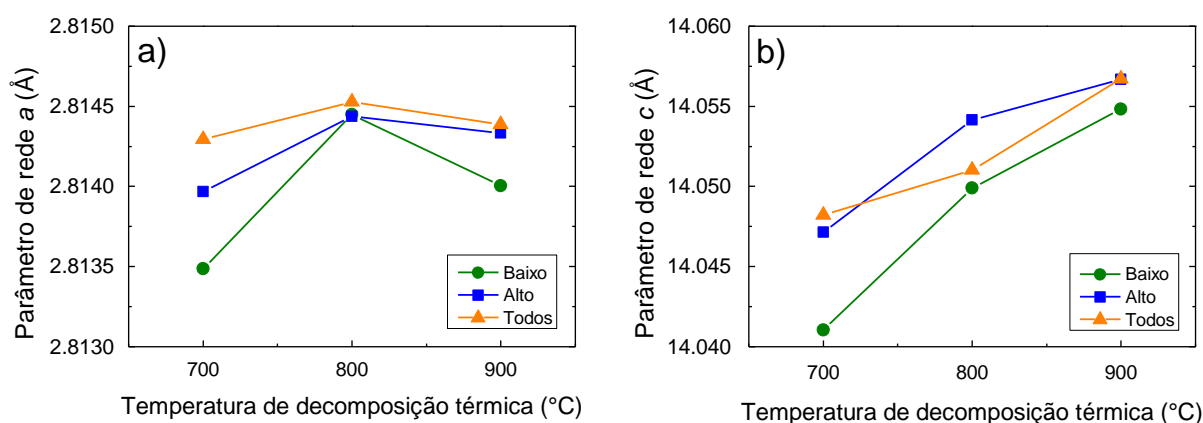 a)
Parâmetro de rede a (Å)
2.8150
2.8145
2.8140
2.8135
2.8130
700
800
900
Temperatura de decomposição térmica (°C)
Baixo
Alto
Todos
b)
Parâmetro de rede c (Å)
14.060
14.055
14.050
14.045
14.040
700
800
900
Temperatura de decomposição térmica (°C)
Baixo
Alto
Todos